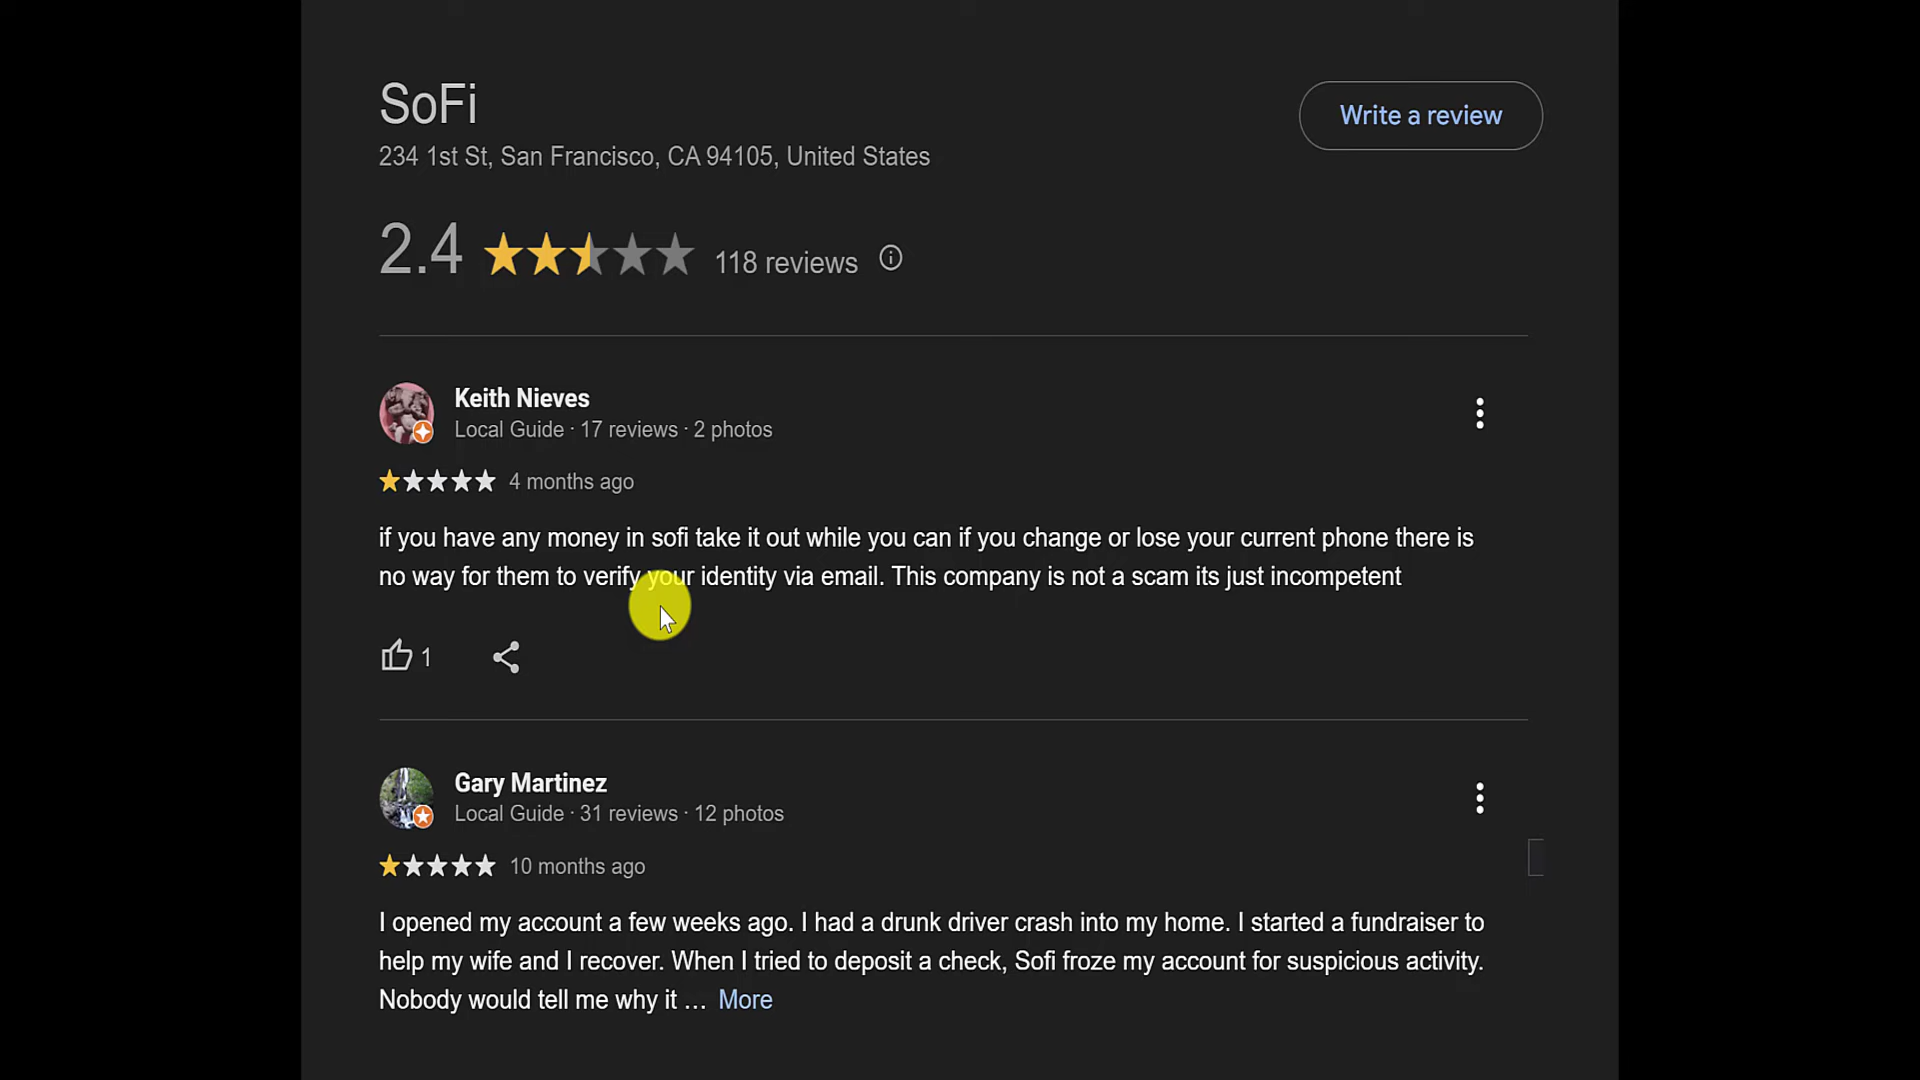 SoFi
Write a review
234 1st St, San Francisco, CA 94105, United States
2.4 118 reviews
Keith Nieves
Local Guide · 17 reviews · 2 photos
4 months ago
if you have any money in sofi take it out while you can if you change or lose your current phone there is
no way for them to verify your identity via email. This company is not a scam its just incompetent
1
Gary Martinez
Local Guide · 31 reviews · 12 photos
10 months ago
I opened my account a few weeks ago. I had a drunk driver crash into my home. I started a fundraiser to
help my wife and I recover. When I tried to deposit a check, Sofi froze my account for suspicious activity.
Nobody would tell me why it … More